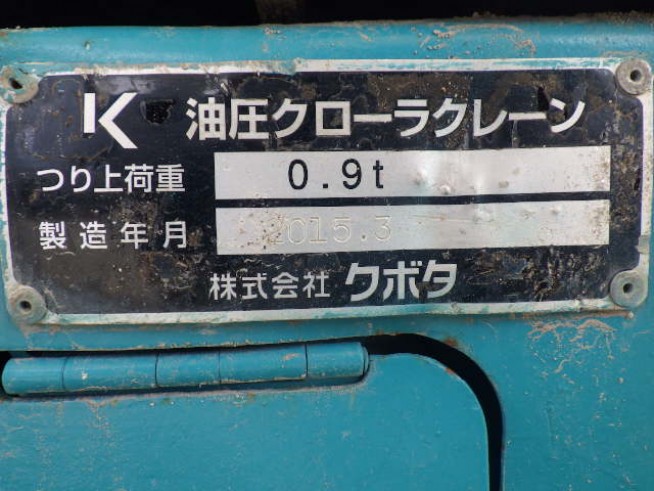 K 油圧クローラクレーン
つり上荷重 0.9t
製造年月 2015.3
株式会社 クボタ